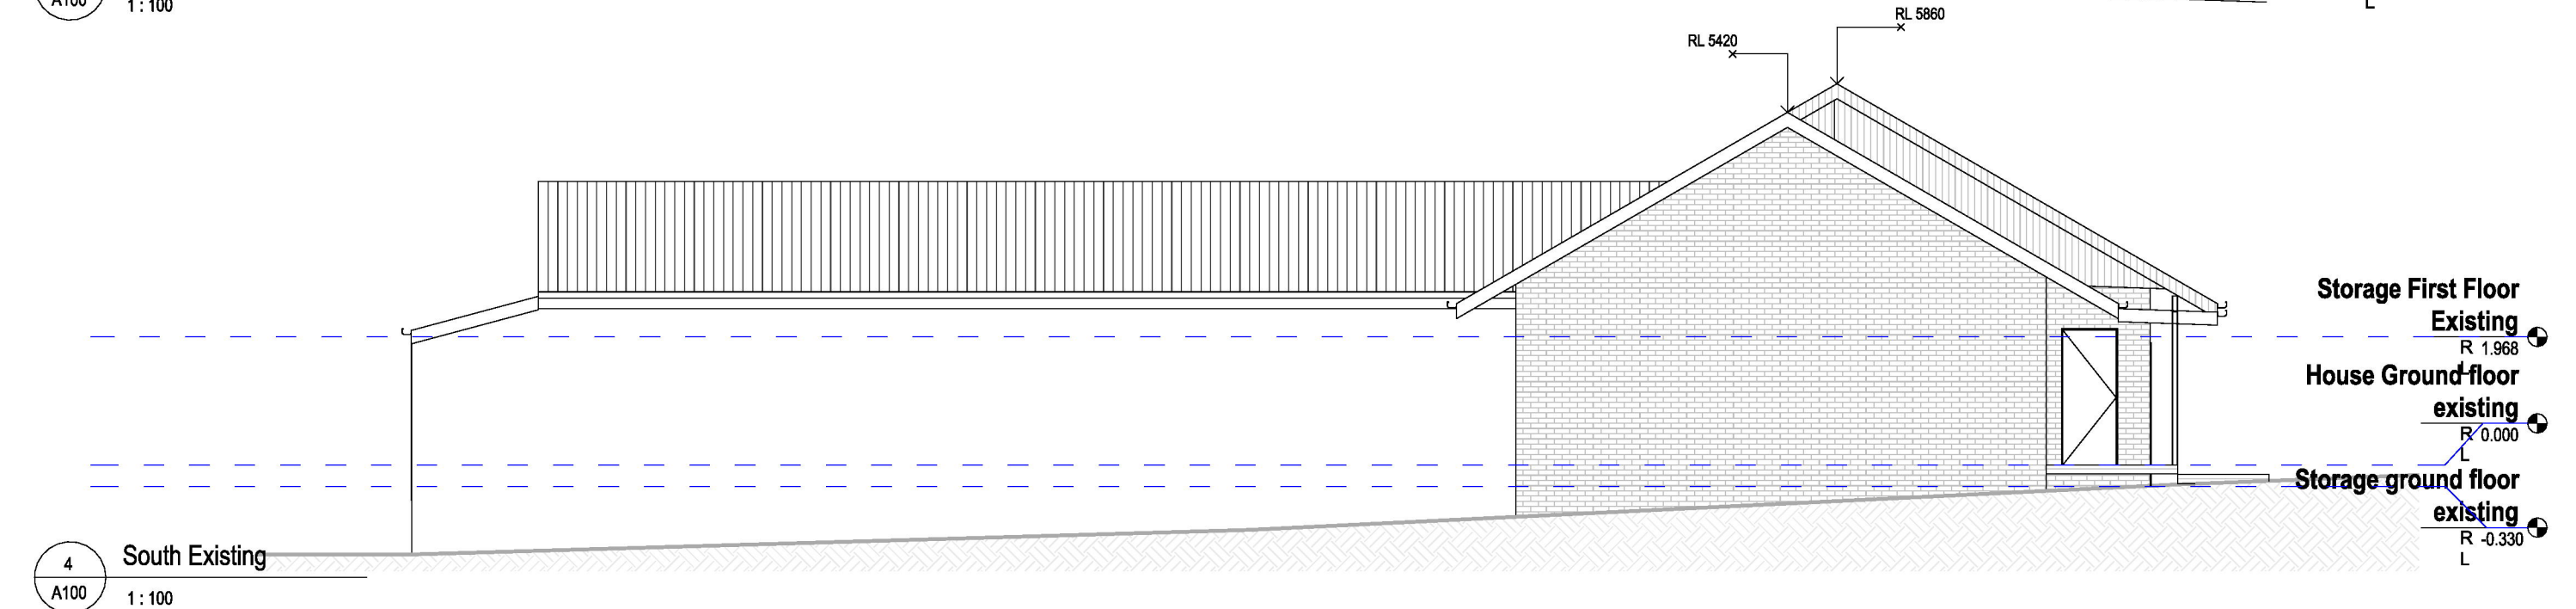 A100
1 : 100
L
RL 5860
RL 5420
Storage First Floor
Existing
R 1.968
L
House Ground floor
existing
R 0.000
L
Storage ground floor
existing
R -0.330
L
4
A100
South Existing
1 : 100